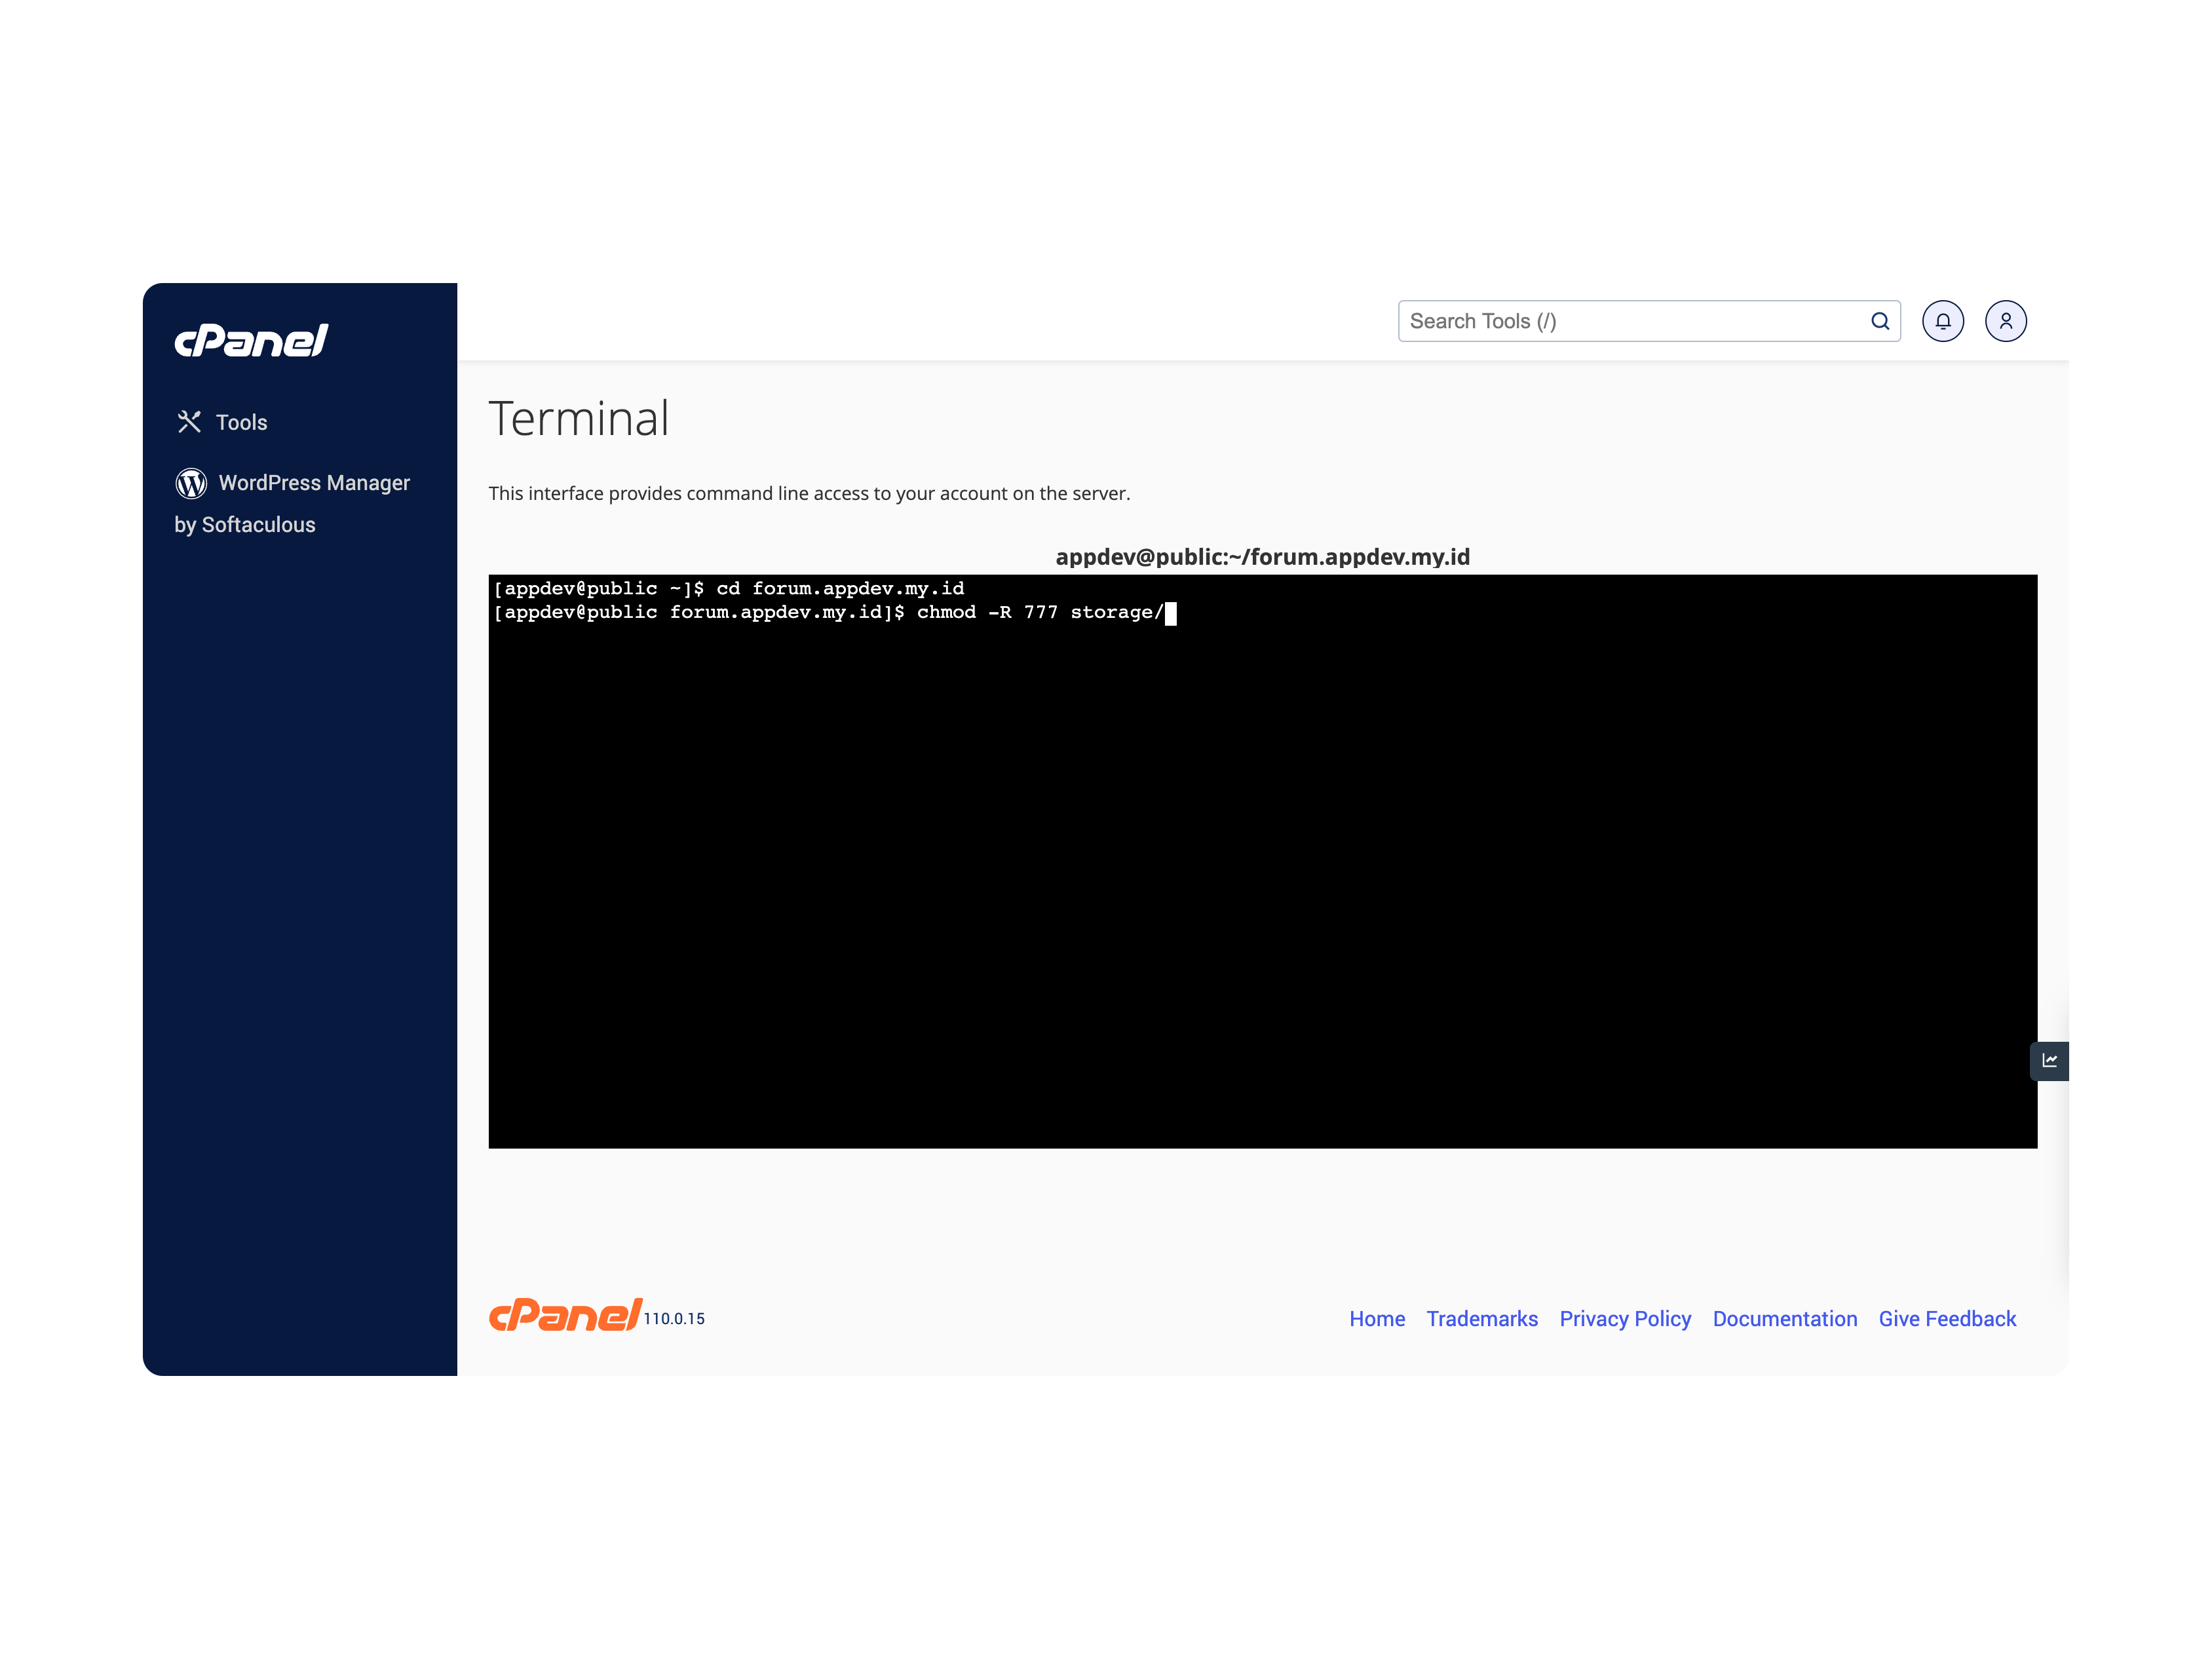 cPanel
Search Tools (/)
Tools
WordPress Manager
by Softaculous
Terminal
This interface provides command line access to your account on the server.
appdev@public:~/forum.appdev.my.id
[appdev@public ~]$ cd forum.appdev.my.id
[appdev@public forum.appdev.my.id]$ chmod -R 777 storage/
cPanel 110.0.15
Home Trademarks Privacy Policy Documentation Give Feedback